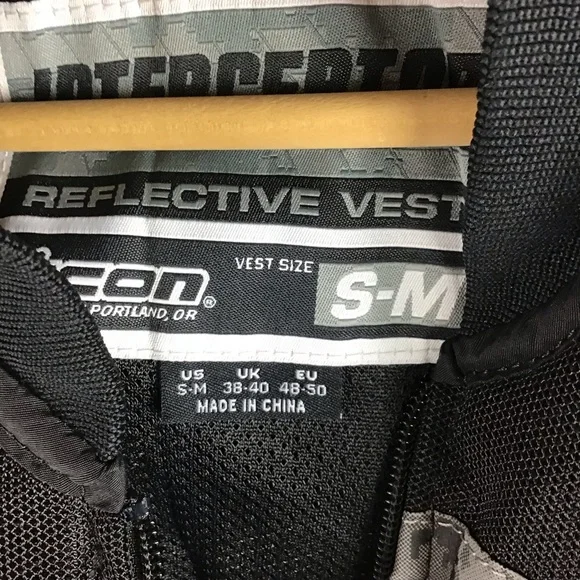 INTERCEPTOR
REFLECTIVE VEST
ICON®
VEST SIZE
S-M
PORTLAND, OR
US UK EU
S-M 38-40 48-50
MADE IN CHINA